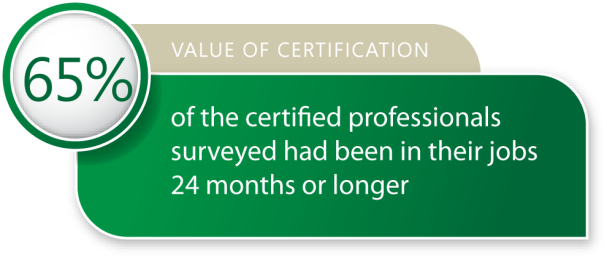 65%
VALUE OF CERTIFICATION
of the certified professionals
surveyed had been in their jobs
24 months or longer